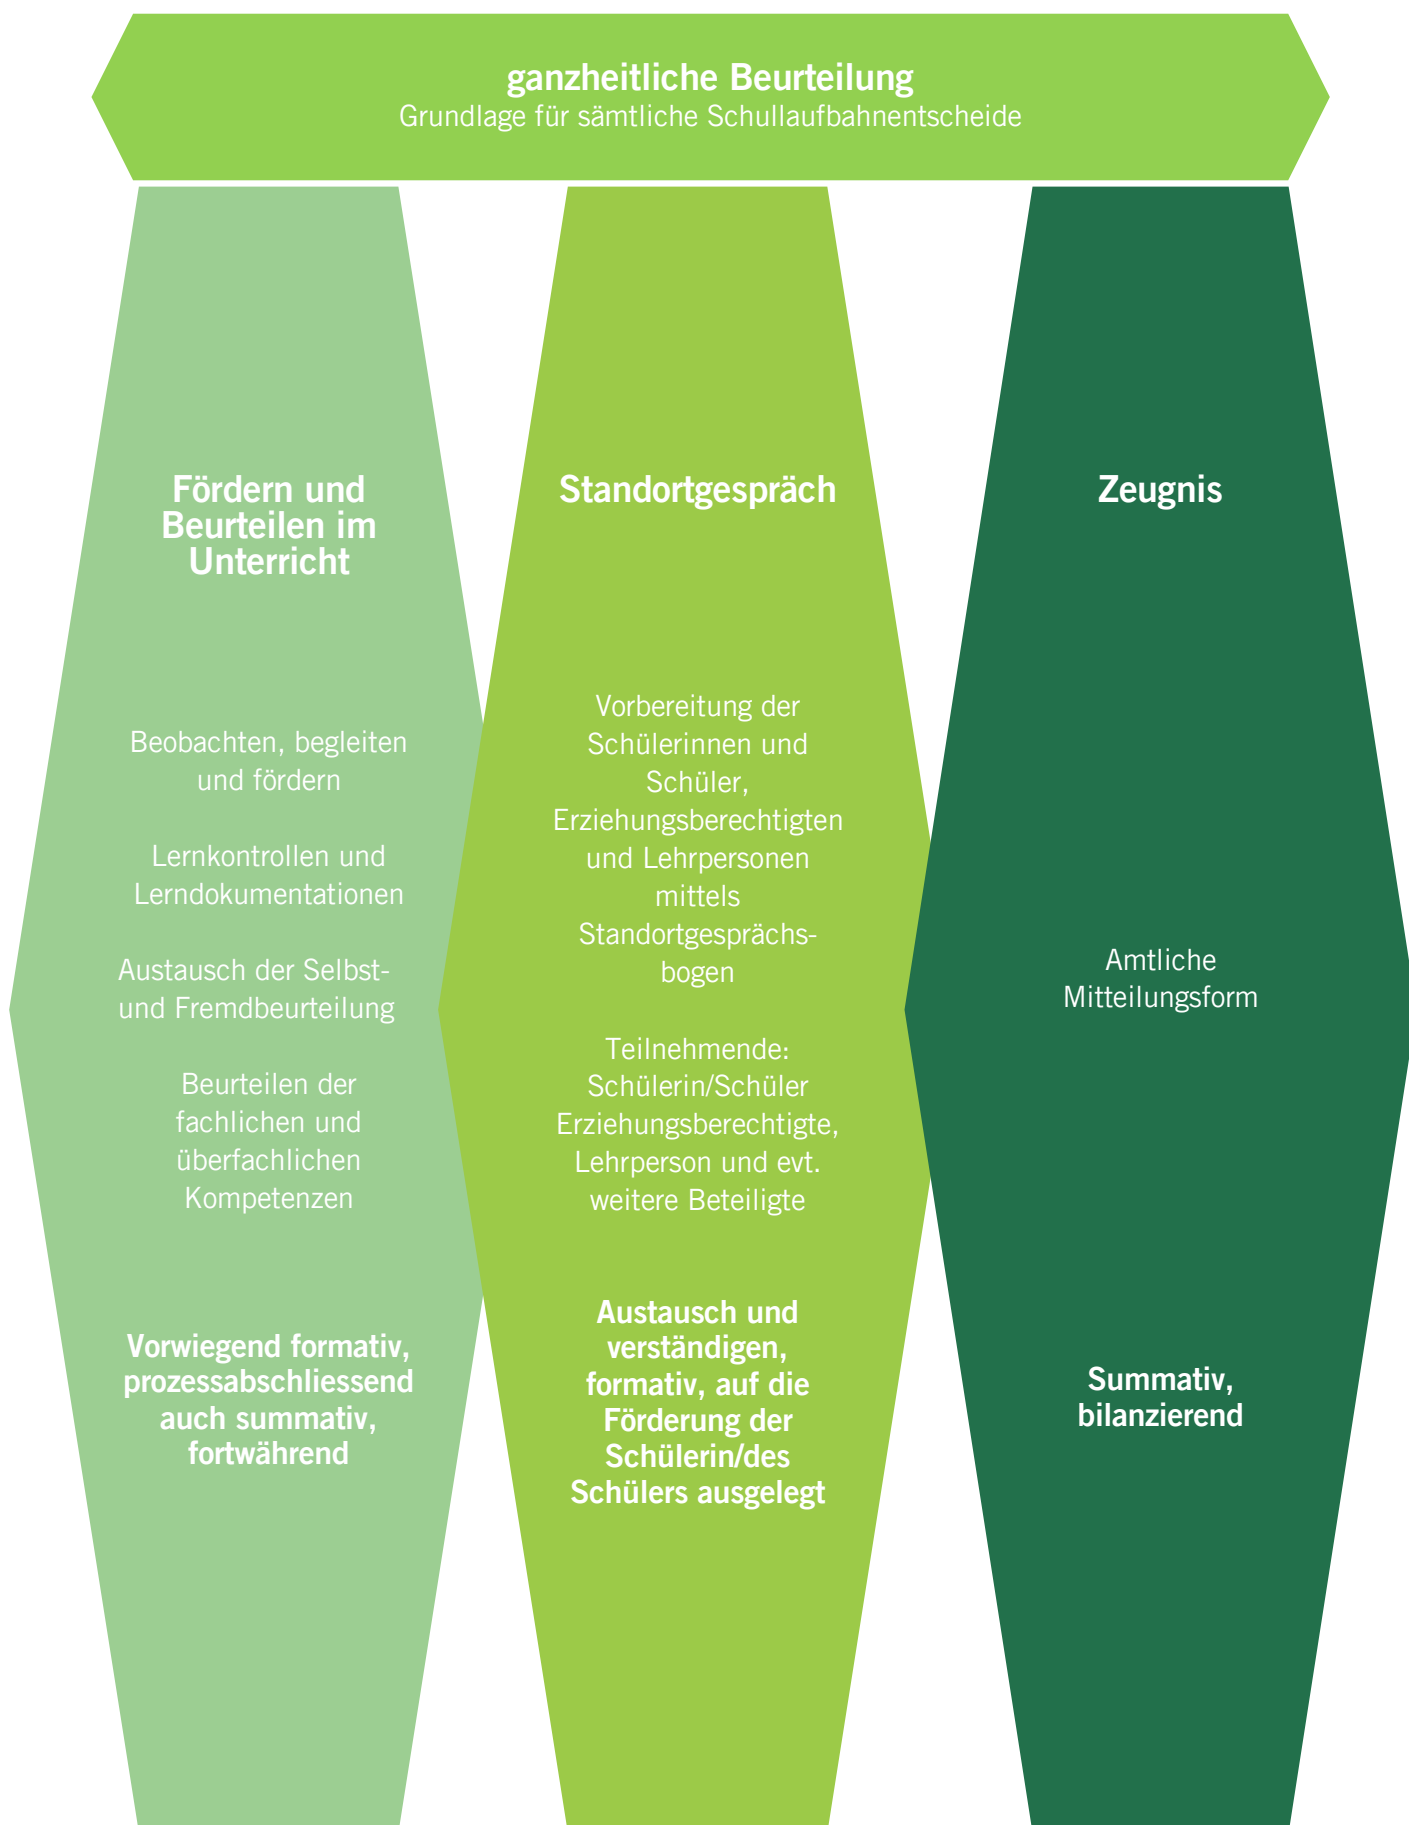 ganzheitliche Beurteilung
Grundlage für sämtliche Schullaufbahnentscheide
Fördern und
Beurteilen im
Unterricht
Beobachten, begleiten
und fördern
Lernkontrollen und
Lerndokumentationen
Austausch der Selbst-
und Fremdbeurteilung
Beurteilen der
fachlichen und
überfachlichen
Kompetenzen
Vorwiegend formativ,
prozessabschliessend
auch summativ,
fortwährend
Standortgespräch
Vorbereitung der
Schülerinnen und
Schüler,
Erziehungsberechtigten
und Lehrpersonen
mittels
Standortgesprächs-
bogen
Teilnehmende:
Schülerin/Schüler
Erziehungsberechtigte,
Lehrperson und evt.
weitere Beteiligte
Austausch und
verständigen,
formativ, auf die
Förderung der
Schülerin/des
Schülers ausgelegt
Zeugnis
Amtliche
Mitteilungsform
Summativ,
bilanzierend